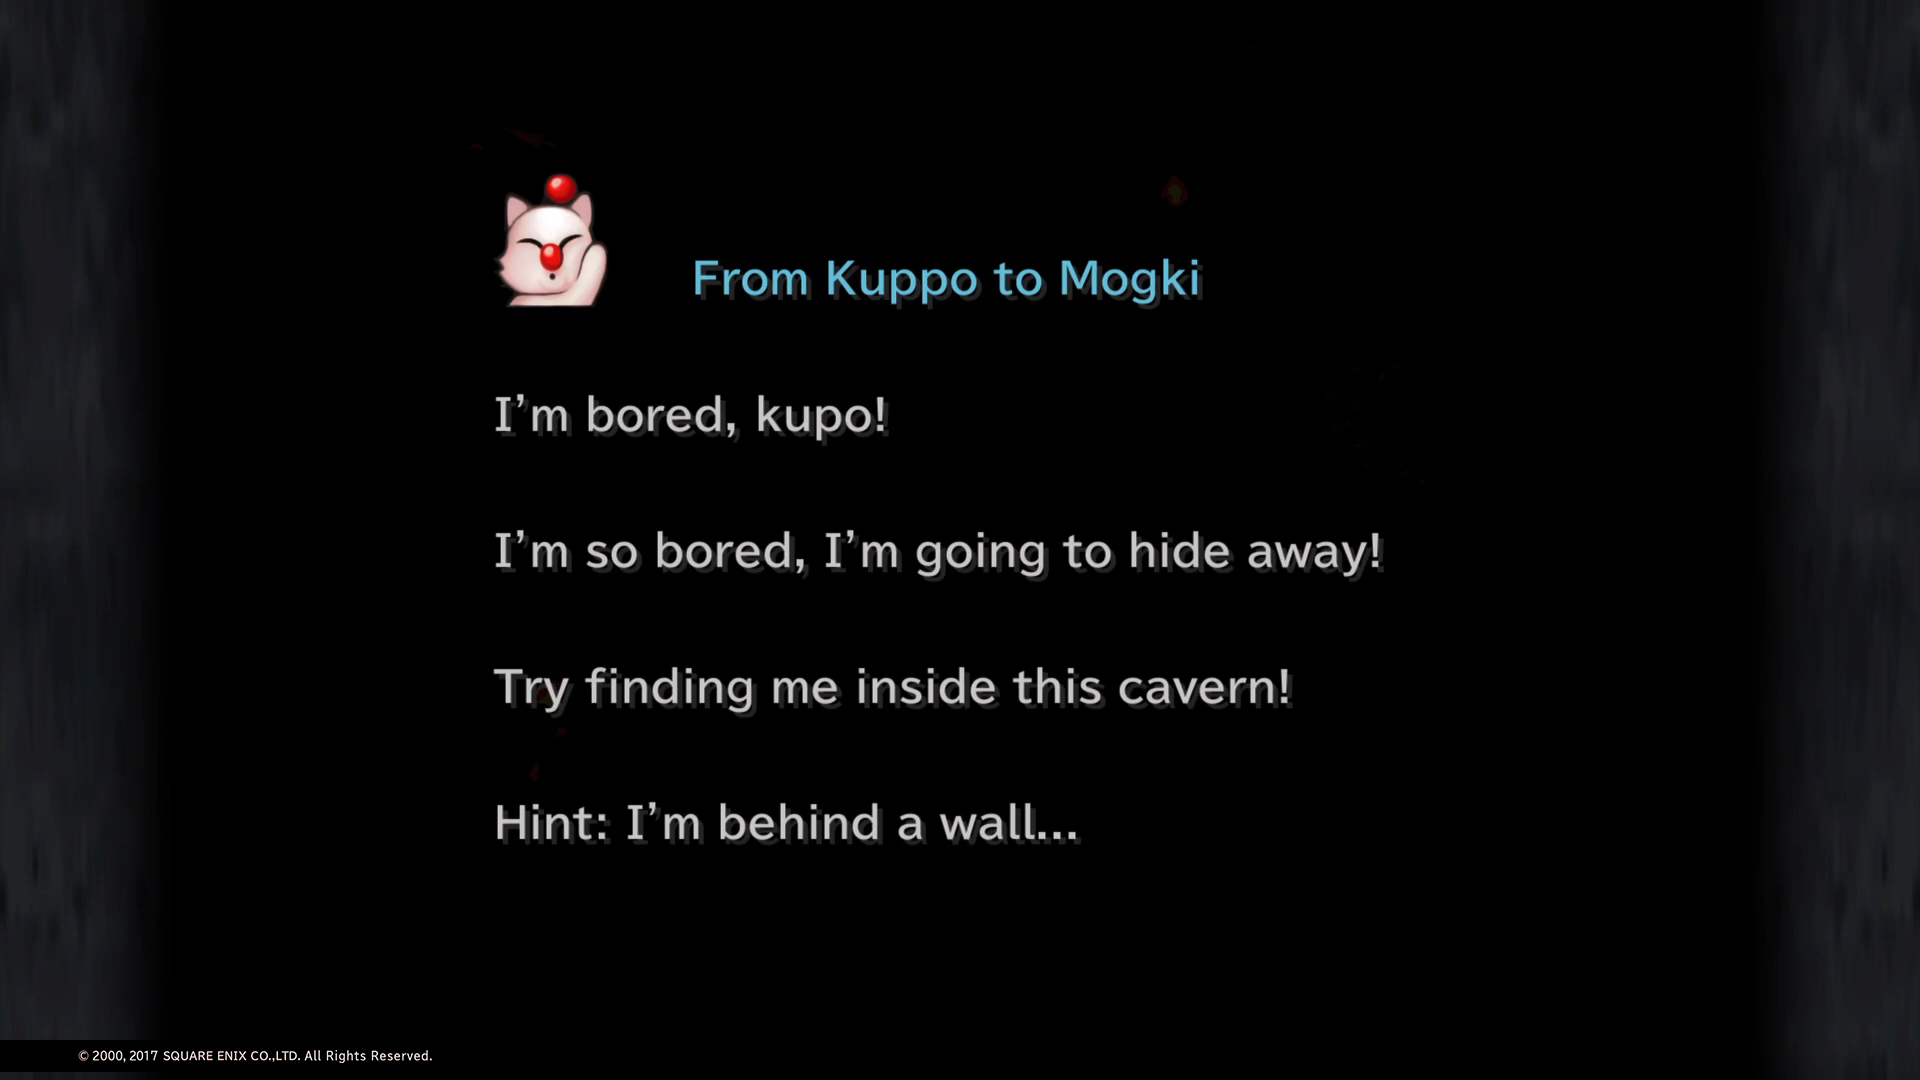 From Kuppo to Mogki
I’m bored, kupo!
I’m so bored, I’m going to hide away!
Try finding me inside this cavern!
Hint: I’m behind a wall...
© 2000, 2017 SQUARE ENIX CO.,LTD. All Rights Reserved.